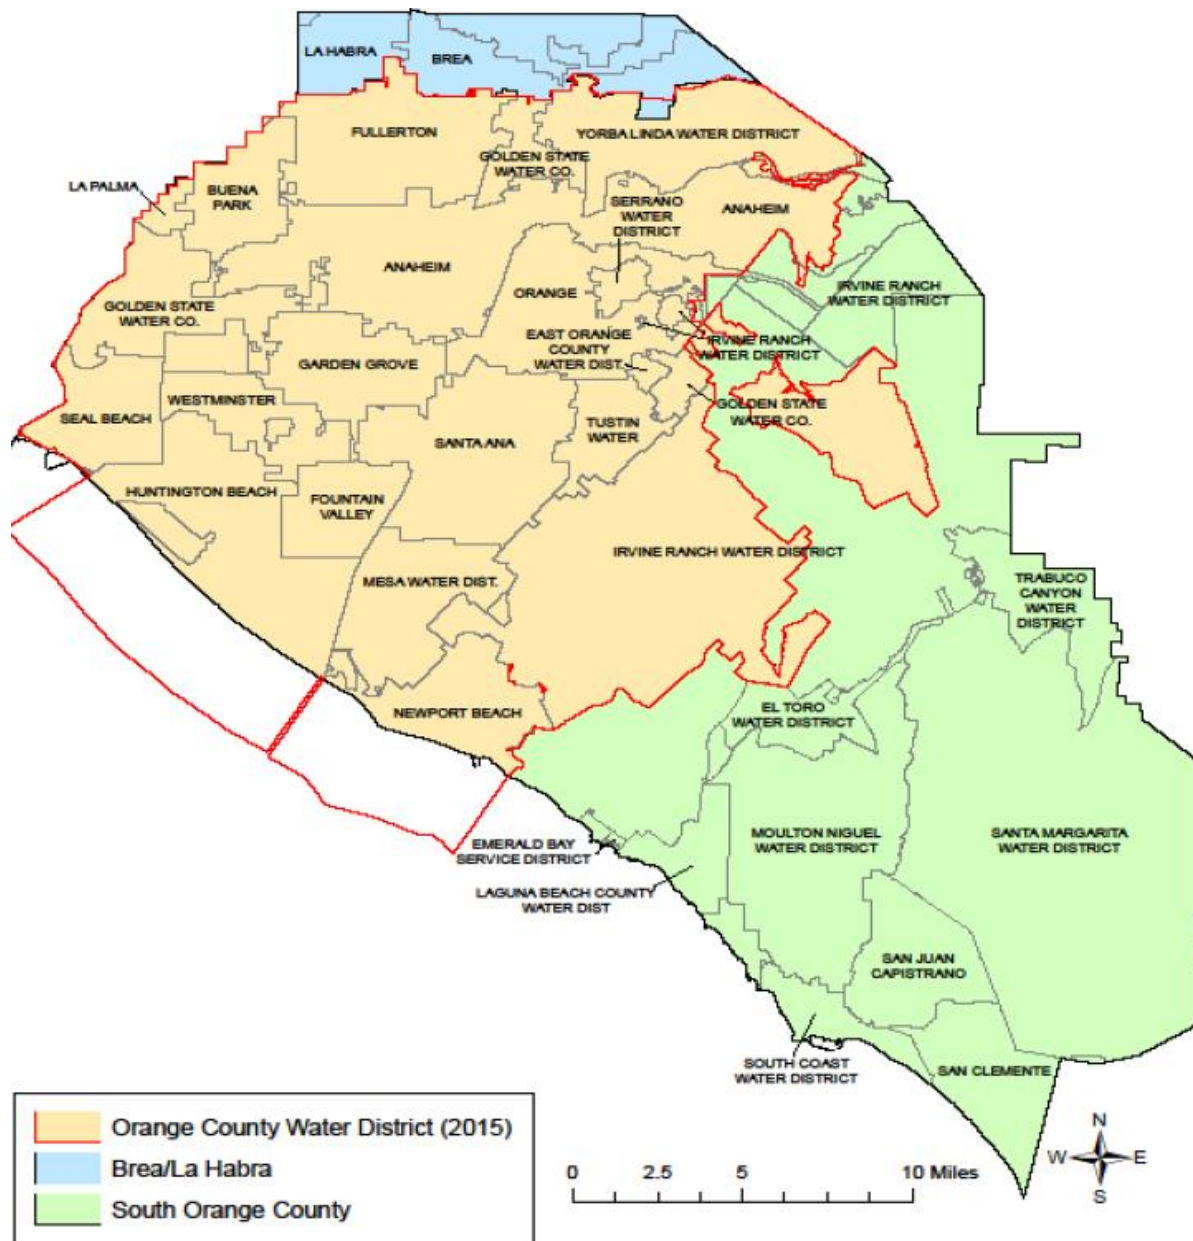 LA HABRA
BREA
FULLERTON
YORBA LINDA WATER DISTRICT
GOLDEN STATE
WATER CO.
LA PALMA
BUENA
PARK
SERRANO
WATER
DISTRICT
ANAHEIM
ANAHEIM
ORANGE
IRVINE RANCH
WATER DISTRICT
GOLDEN STATE
WATER CO.
EAST ORANGE
COUNTY
WATER DIST.
IRVINE RANCH
WATER DISTRICT
GARDEN GROVE
WESTMINSTER
SEAL BEACH
GOLDEN STATE
WATER CO.
TUSTIN
WATER
SANTA ANA
HUNTINGTON BEACH
FOUNTAIN
VALLEY
IRVINE RANCH WATER DISTRICT
MESA WATER DIST.
TRABUCO
CANYON
WATER
DISTRICT
NEWPORT BEACH
EL TORO
WATER DISTRICT
EMERALD BAY
SERVICE DISTRICT
MOULTON NIGUEL
WATER DISTRICT
SANTA MARGARITA
WATER DISTRICT
LAGUNA BEACH COUNTY
WATER DIST
SAN JUAN
CAPISTRANO
SOUTH COAST
WATER DISTRICT
SAN CLEMENTE
Orange County Water District (2015)
Brea/La Habra
South Orange County
0 2.5 5 10 Miles
N
W E
S